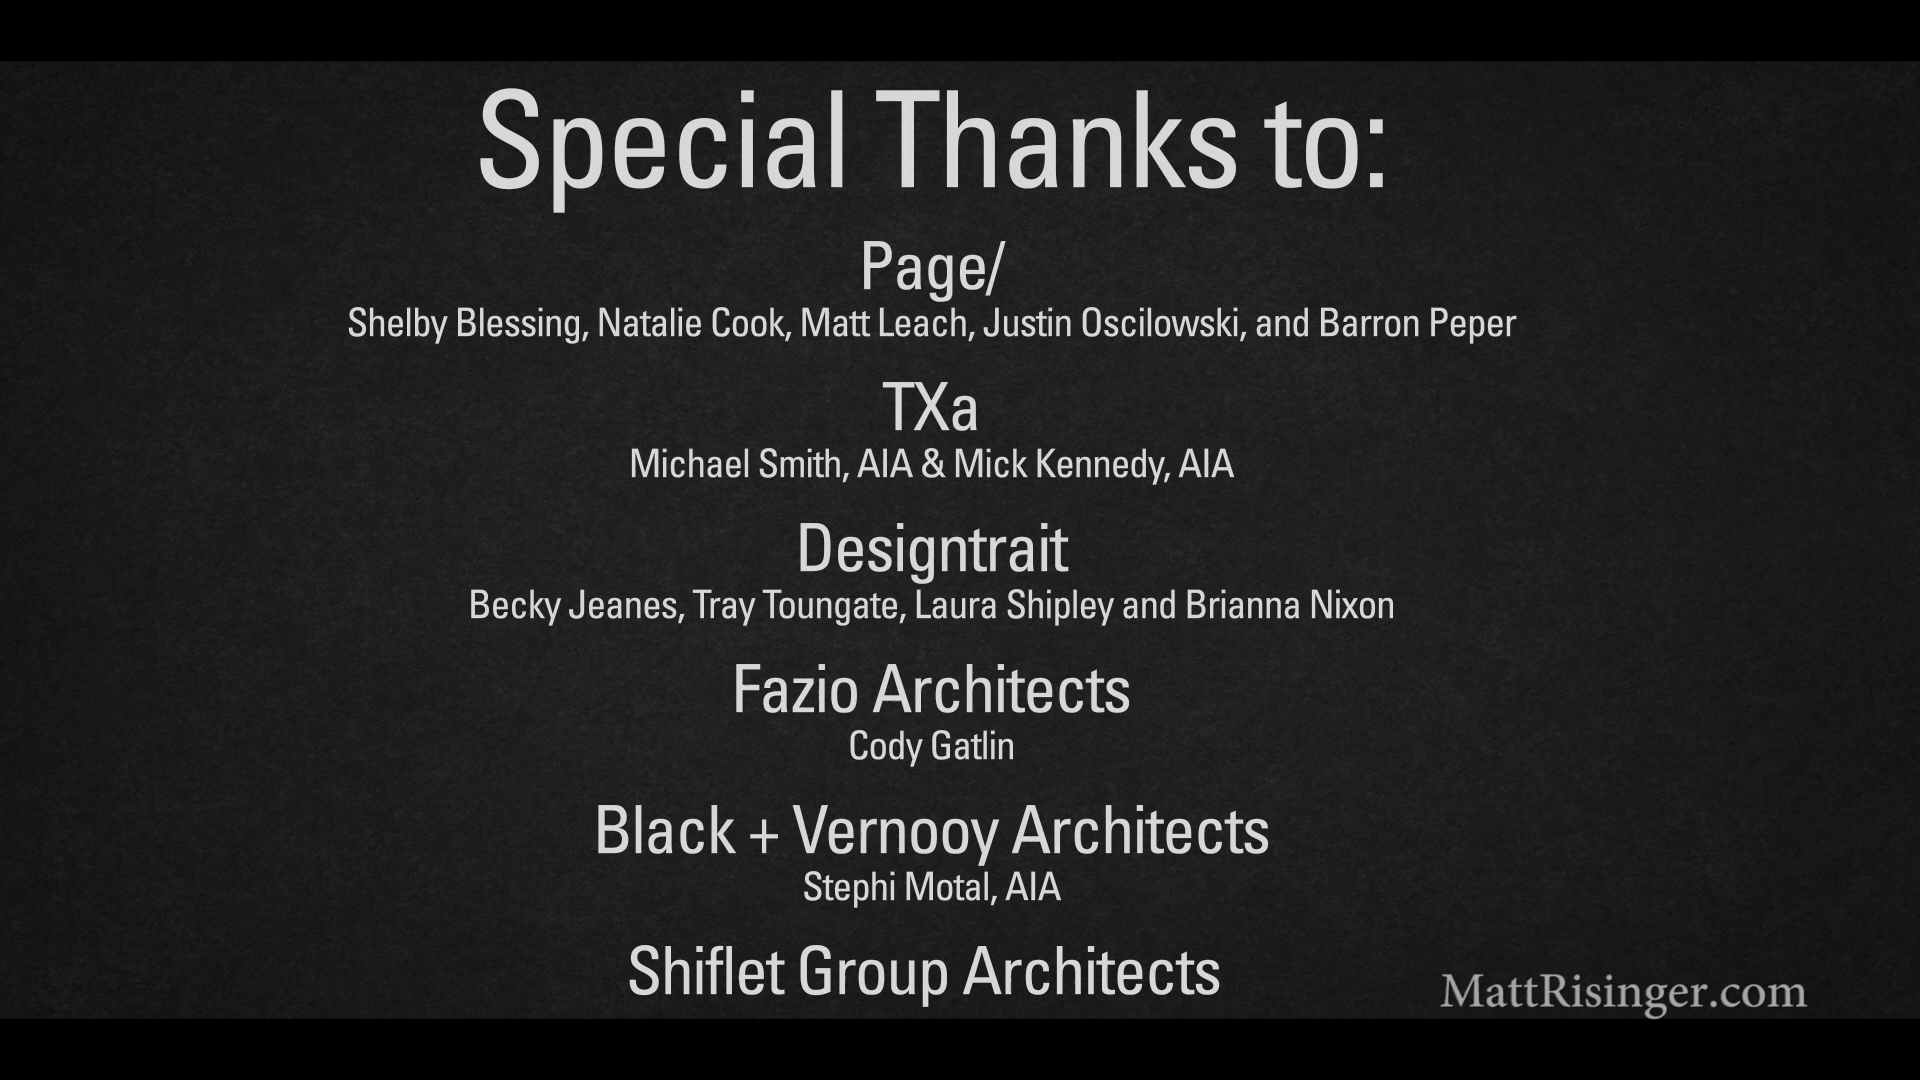 Special Thanks to:
Page/
Shelby Blessing, Natalie Cook, Matt Leach, Justin Oscilowski, and Barron Peper
TXa
Michael Smith, AIA & Mick Kennedy, AIA
Designtrait
Becky Jeanes, Tray Toungate, Laura Shipley and Brianna Nixon
Fazio Architects
Cody Gatlin
Black + Vernooy Architects
Stephi Motal, AIA
Shiflet Group Architects
MattRisinger.com